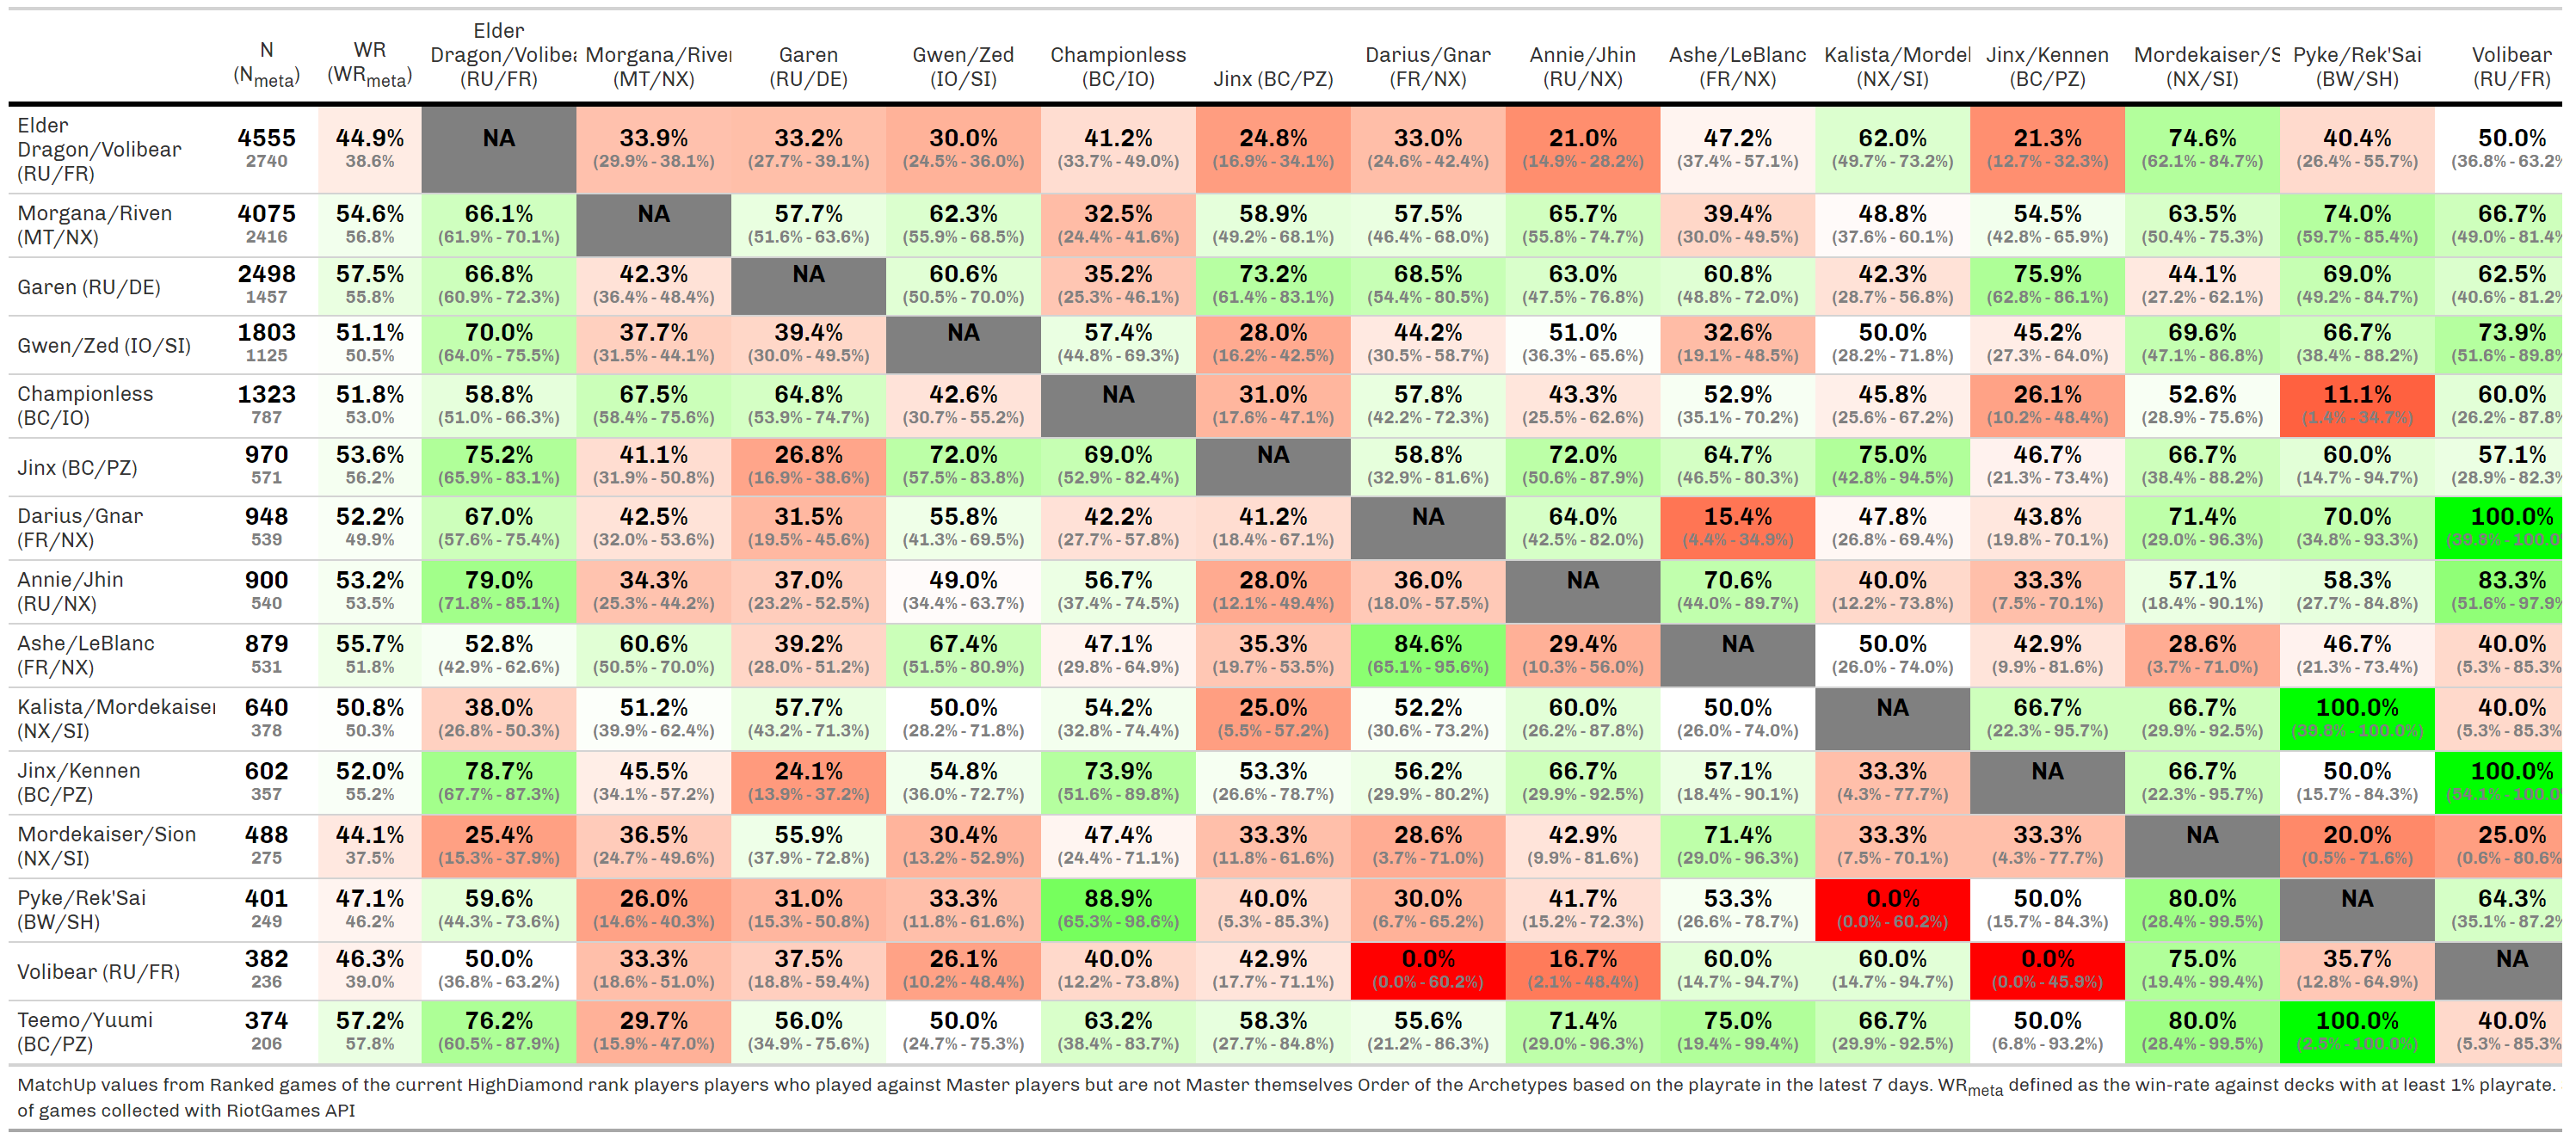 N (N meta) WR (WR meta) Elder Dragon/Volibea (RU/FR) Morgana/River (MT/NX) Garen (RU/DE) Gwen/Zed (IO/SI) Championless (BC/IO) Jinx (BC/PZ) Darius/Gnar (FR/NX) Annie/Jhin (RU/NX) Ashe/LeBlanc (FR/NX) Kalista/Mordel (NX/SI) Jinx/Kennen (BC/PZ) Mordekaiser/S (NX/SI) Pyke/Rek'Sai (BW/SH) Volibear (RU/FR)
Elder Dragon/Volibear (RU/FR) 4555 44.9% NA 33.9% 33.2% 30.0% 41.2% 24.8% 33.0% 21.0% 47.2% 62.0% 21.3% 74.6% 40.4% 50.0%
2740 38.6% (29.9% - 38.1%) (27.7% - 39.1%) (24.5% - 36.0%) (33.7% - 49.0%) (16.9% - 34.1%) (24.6% - 42.4%) (14.9% - 28.2%) (37.4% - 57.1%) (49.7% - 73.2%) (12.7% - 32.3%) (62.1% - 84.7%) (26.4% - 55.7%) (36.8% - 63.2%
Morgana/Riven (MT/NX) 4075 54.6% 66.1% NA 57.7% 62.3% 32.5% 58.9% 57.5% 65.7% 39.4% 48.8% 54.5% 63.5% 74.0% 66.7%
2416 56.8% (61.9% - 70.1%) (51.6% - 63.6%) (55.9% - 68.5%) (24.4% - 41.6%) (49.2% - 68.1%) (46.4% - 68.0%) (55.8% - 74.7%) (30.0% - 49.5%) (37.6% - 60.1%) (42.8% - 65.9%) (50.4% - 75.3%) (59.7% - 85.4%) (49.0% - 81.4%
Garen (RU/DE) 2498 57.5% 66.8% 42.3% NA 60.6% 35.2% 73.2% 68.5% 63.0% 60.8% 42.3% 75.9% 44.1% 69.0% 62.5%
1457 55.8% (60.9% - 72.3%) (36.4% - 48.4%) (50.5% - 70.0%) (25.3% - 46.1%) (61.4% - 83.1%) (54.4% - 80.5%) (47.5% - 76.8%) (48.8% - 72.0%) (28.7% - 56.8%) (62.8% - 86.1%) (27.2% - 62.1%) (49.2% - 84.7%) (40.6% - 81.2%
Gwen/Zed (IO/SI) 1803 51.1% 70.0% 37.7% 39.4% NA 57.4% 28.0% 44.2% 51.0% 32.6% 50.0% 45.2% 69.6% 66.7% 73.9%
1125 50.5% (64.0% - 75.5%) (31.5% - 44.1%) (30.0% - 49.5%) (44.8% - 69.3%) (16.2% - 42.5%) (30.5% - 58.7%) (36.3% - 65.6%) (19.1% - 48.5%) (28.2% - 71.8%) (27.3% - 64.0%) (47.1% - 86.8%) (38.4% - 88.2%) (51.6% - 89.8%
Championless (BC/IO) 1323 51.8% 58.8% 67.5% 64.8% 42.6% NA 31.0% 57.8% 43.3% 52.9% 45.8% 26.1% 52.6% 11.1% 60.0%
787 53.0% (51.0% - 66.3%) (58.4% - 75.6%) (53.9% - 74.7%) (30.7% - 55.2%) (17.6% - 47.1%) (42.2% - 72.3%) (25.5% - 62.6%) (35.1% - 70.2%) (25.6% - 67.2%) (10.2% - 48.4%) (28.9% - 75.6%) (1.4% - 34.7%) (26.2% - 87.8%
Jinx (BC/PZ) 970 53.6% 75.2% 41.1% 26.8% 72.0% 69.0% NA 58.8% 72.0% 64.7% 75.0% 46.7% 66.7% 60.0% 57.1%
571 56.2% (65.9% - 83.1%) (31.9% - 50.8%) (16.9% - 38.6%) (57.5% - 83.8%) (52.9% - 82.4%) (32.9% - 81.6%) (50.6% - 87.9%) (46.5% - 80.3%) (42.8% - 94.5%) (21.3% - 73.4%) (38.4% - 88.2%) (14.7% - 94.7%) (28.9% - 82.3%
Darius/Gnar (FR/NX) 948 52.2% 67.0% 42.5% 31.5% 55.8% 42.2% 41.2% NA 64.0% 15.4% 47.8% 43.8% 71.4% 70.0% 100.0%
539 49.9% (57.6% - 75.4%) (32.0% - 53.6%) (19.5% - 45.6%) (41.3% - 69.5%) (27.7% - 57.8%) (18.4% - 67.1%) (42.5% - 82.0%) (4.4% - 34.9%) (26.8% - 69.4%) (19.8% - 70.1%) (29.0% - 96.3%) (34.8% - 93.3%) (39.8% - 100.0
Annie/Jhin (RU/NX) 900 53.2% 79.0% 34.3% 37.0% 49.0% 56.7% 28.0% 36.0% NA 70.6% 40.0% 33.3% 57.1% 58.3% 83.3%
540 53.5% (71.8% - 85.1%) (25.3% - 44.2%) (23.2% - 52.5%) (34.4% - 63.7%) (37.4% - 74.5%) (12.1% - 49.4%) (18.0% - 57.5%) (44.0% - 89.7%) (12.2% - 73.8%) (7.5% - 70.1%) (18.4% - 90.1%) (27.7% - 84.8%) (51.6% - 97.9%
Ashe/LeBlanc (FR/NX) 879 55.7% 52.8% 60.6% 39.2% 67.4% 47.1% 35.3% 84.6% 29.4% NA 50.0% 42.9% 28.6% 46.7% 40.0%
531 51.8% (42.9% - 62.6%) (50.5% - 70.0%) (28.0% - 51.2%) (51.5% - 80.9%) (29.8% - 64.9%) (19.7% - 53.5%) (65.1% - 95.6%) (10.3% - 56.0%) (26.0% - 74.0%) (9.9% - 81.6%) (3.7% - 71.0%) (21.3% - 73.4%) (5.3% - 85.3%
Kalista/Mordekaiser (NX/SI) 640 50.8% 38.0% 51.2% 57.7% 50.0% 54.2% 25.0% 52.2% 60.0% 50.0% NA 66.7% 66.7% 100.0% 40.0%
378 50.3% (26.8% - 50.3%) (39.9% - 62.4%) (43.2% - 71.3%) (28.2% - 71.8%) (32.8% - 74.4%) (5.5% - 57.2%) (30.6% - 73.2%) (26.2% - 87.8%) (26.0% - 74.0%) (22.3% - 95.7%) (29.9% - 92.5%) (39.8% - 100.0%) (5.3% - 85.3%
Jinx/Kennen (BC/PZ) 602 52.0% 78.7% 45.5% 24.1% 54.8% 73.9% 53.3% 56.2% 66.7% 57.1% 33.3% NA 66.7% 50.0% 100.0%
357 55.2% (67.7% - 87.3%) (34.1% - 57.2%) (13.9% - 37.2%) (36.0% - 72.7%) (51.6% - 89.8%) (26.6% - 78.7%) (29.9% - 80.2%) (29.9% - 92.5%) (18.4% - 90.1%) (4.3% - 77.7%) (22.3% - 95.7%) (15.7% - 84.3%) (54.1% - 100.0
Mordekaiser/Sion (NX/SI) 488 44.1% 25.4% 36.5% 55.9% 30.4% 47.4% 33.3% 28.6% 42.9% 71.4% 33.3% 33.3% NA 20.0% 25.0%
275 37.5% (15.3% - 37.9%) (24.7% - 49.6%) (37.9% - 72.8%) (13.2% - 52.9%) (24.4% - 71.1%) (11.8% - 61.6%) (3.7% - 71.0%) (9.9% - 81.6%) (29.0% - 96.3%) (7.5% - 70.1%) (4.3% - 77.7%) (0.5% - 71.6%) (0.6% - 80.6%
Pyke/Rek'Sai (BW/SH) 401 47.1% 59.6% 26.0% 31.0% 33.3% 88.9% 40.0% 30.0% 41.7% 53.3% 0.0% 50.0% 80.0% NA 64.3%
249 46.2% (44.3% - 73.6%) (14.6% - 40.3%) (15.3% - 50.8%) (11.8% - 61.6%) (65.3% - 98.6%) (5.3% - 85.3%) (6.7% - 65.2%) (15.2% - 72.3%) (26.6% - 78.7%) (0.0% - 60.2%) (15.7% - 84.3%) (28.4% - 99.5%) (35.1% - 87.2%
Volibear (RU/FR) 382 46.3% 50.0% 33.3% 37.5% 26.1% 40.0% 42.9% 0.0% 16.7% 60.0% 60.0% 0.0% 75.0% 35.7% NA
236 39.0% (36.8% - 63.2%) (18.6% - 51.0%) (18.8% - 59.4%) (10.2% - 48.4%) (12.2% - 73.8%) (17.7% - 71.1%) (0.0% - 60.2%) (2.1% - 48.4%) (14.7% - 94.7%) (14.7% - 94.7%) (0.0% - 45.9%) (19.4% - 99.4%) (12.8% - 64.9%)
Teemo/Yuumi (BC/PZ) 374 57.2% 76.2% 29.7% 56.0% 50.0% 63.2% 58.3% 55.6% 71.4% 75.0% 66.7% 50.0% 80.0% 100.0% 40.0%
206 57.8% (60.5% - 87.9%) (15.9% - 47.0%) (34.9% - 75.6%) (24.7% - 75.3%) (38.4% - 83.7%) (27.7% - 84.8%) (21.2% - 86.3%) (29.0% - 96.3%) (19.4% - 99.4%) (29.9% - 92.5%) (6.8% - 93.2%) (28.4% - 99.5%) (2.5% - 100.0%) (5.3% - 85.3%
MatchUp values from Ranked games of the current HighDiamond rank players players who played against Master players but are not Master themselves Order of the Archetypes based on the playrate in the latest 7 days. WR meta defined as the win-rate against decks with at least 1% playrate.
of games collected with RiotGames API